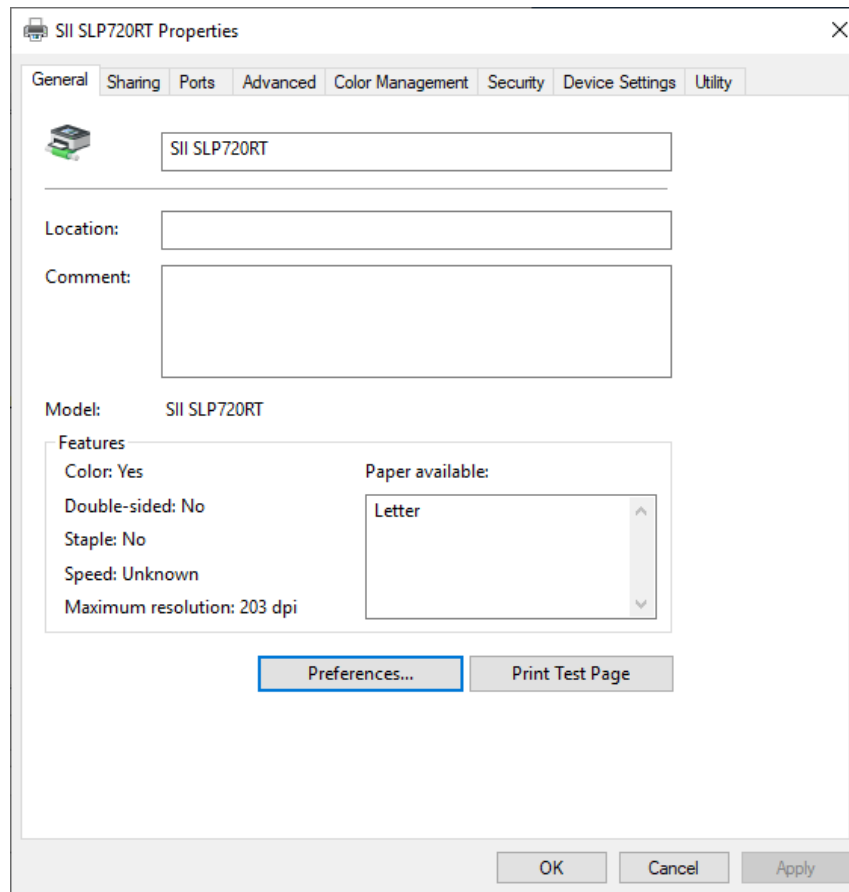 SII SLP720RT Properties
General Sharing Ports Advanced Color Management Security Device Settings Utility
SII SLP720RT
Location:
Comment:
Model: SII SLP720RT
Features
Color: Yes
Paper available:
Double-sided: No
Letter
Staple: No
Speed: Unknown
Maximum resolution: 203 dpi
Preferences... Print Test Page
OK Cancel Apply